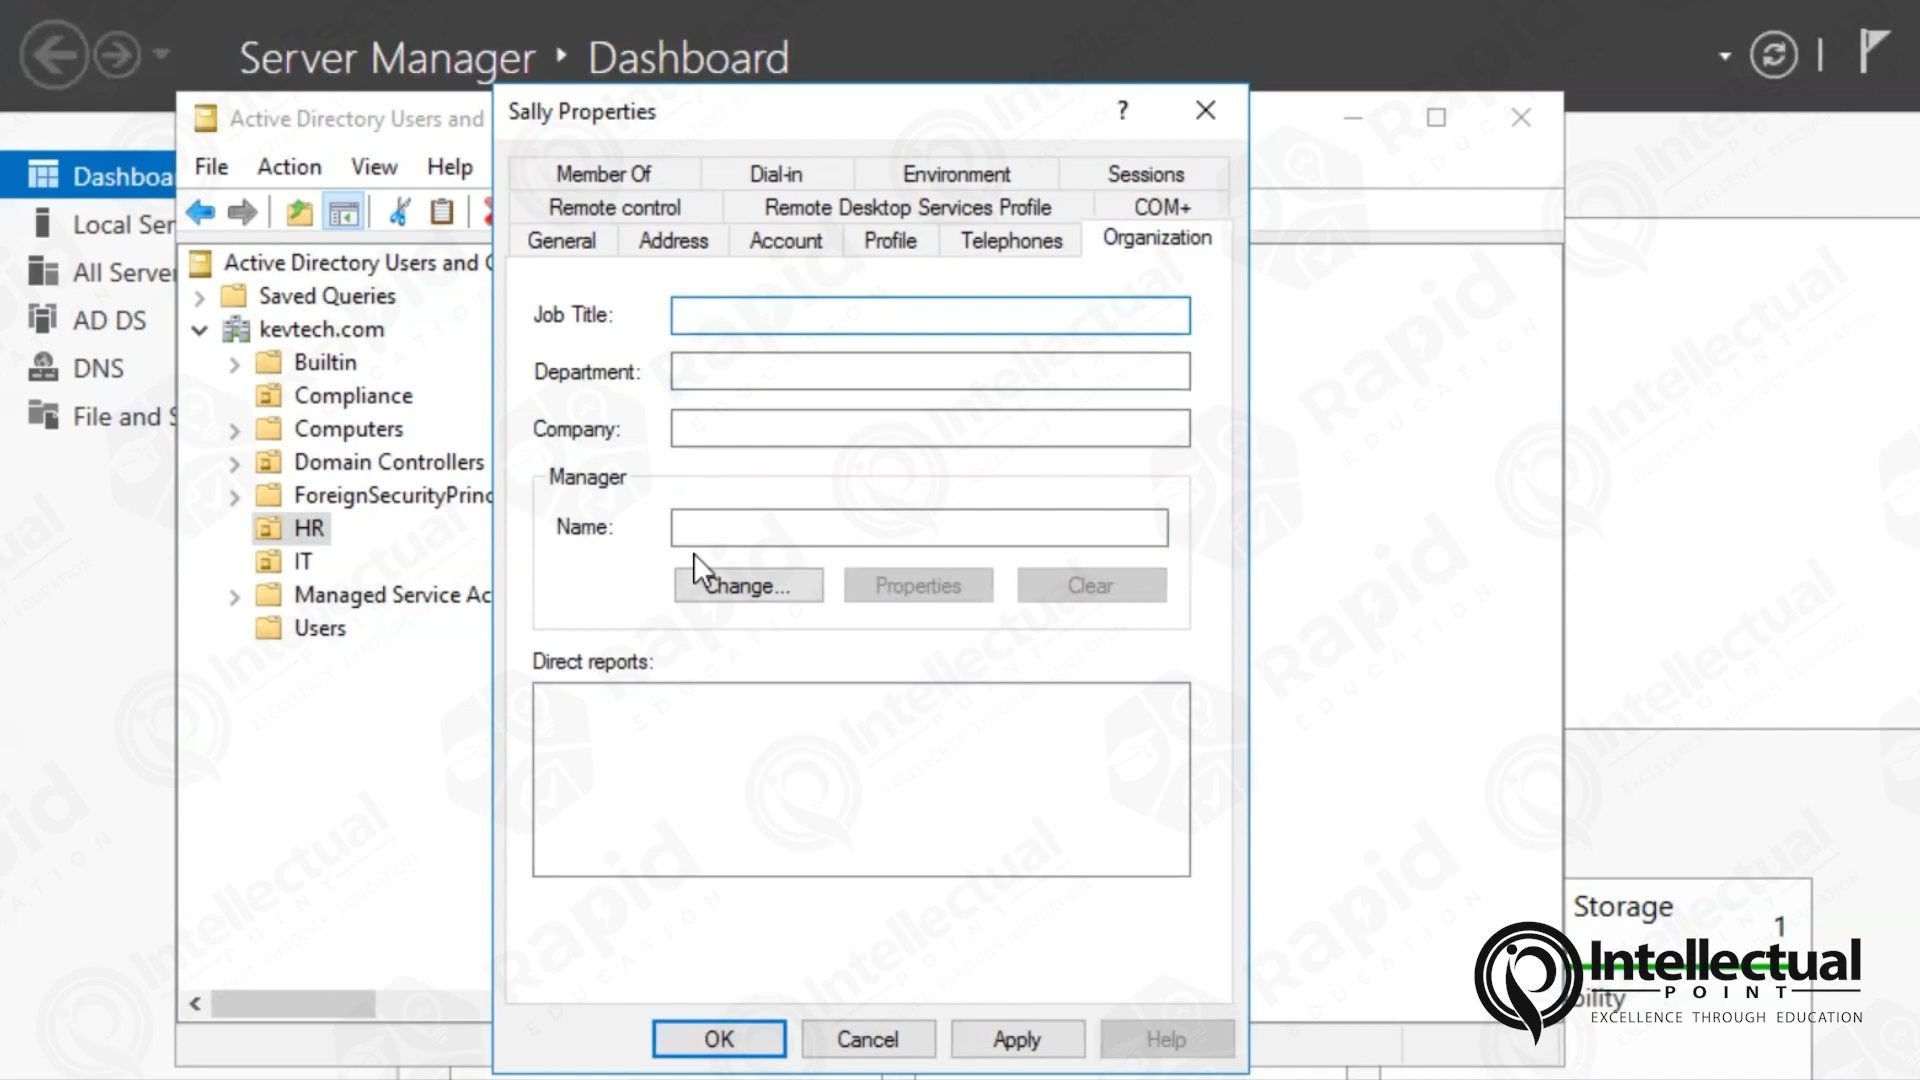 Server Manager ‣ Dashboard
Sally Properties
?
Active Directory Users and
File Action View Help
Dashboa
Local Ser
All Server
AD DS
DNS
File and S
Active Directory Users and C
Saved Queries
kevtech.com
Builtin
Compliance
Computers
Domain Controllers
ForeignSecurityPrinc
HR
IT
Managed Service Ac
Users
Member Of Dial-in Environment Sessions
Remote control Remote Desktop Services Profile COM+
General Address Account Profile Telephones Organization
Job Title:
Department:
Company:
Manager
Name:
Change... Properties Clear
Direct reports:
OK Cancel Apply Help
Storage
1
Intellectual
POINT
EXCELLENCE THROUGH EDUCATION
Rapid
EDUCATION